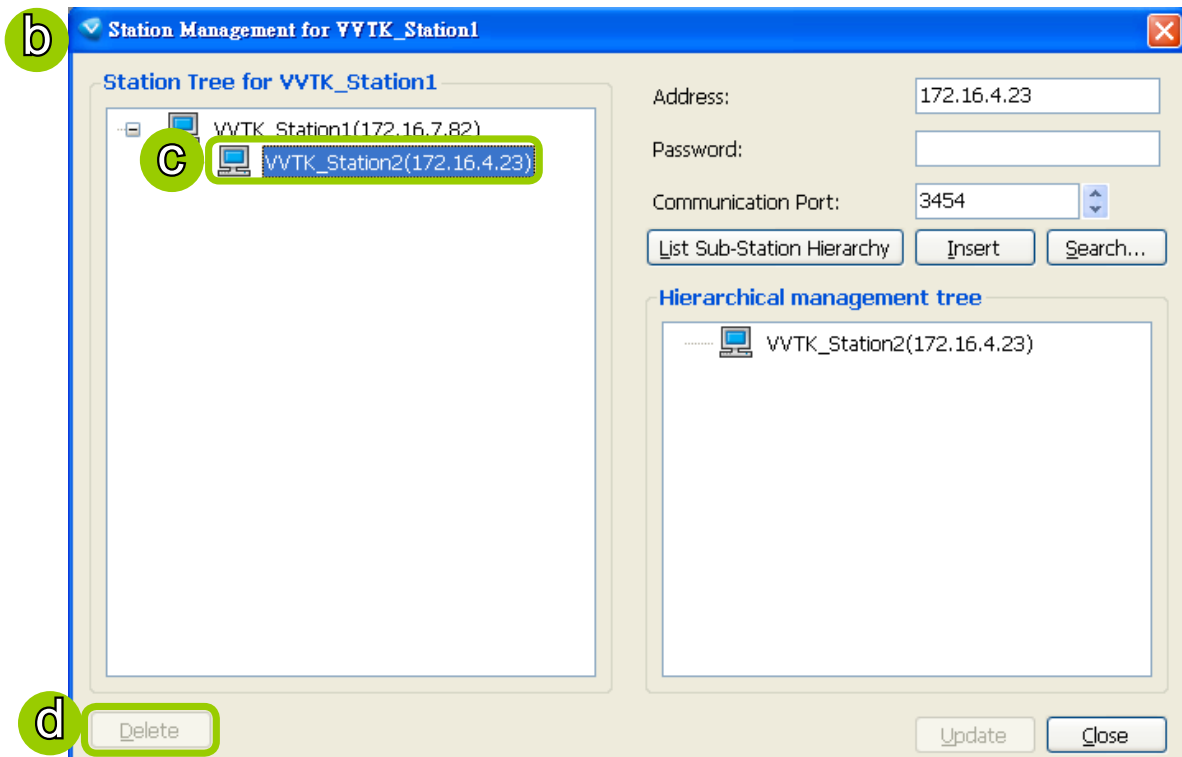 b
Station Management for VVTK_Station1
Station Tree for VVTK_Station1
VVTK_Station1(172.16.7.82)
c
VVTK_Station2(172.16.4.23)
Address: 172.16.4.23
Password:
Communication Port: 3454
List Sub-Station Hierarchy Insert Search...
Hierarchical management tree
VVTK_Station2(172.16.4.23)
d
Delete Update Close